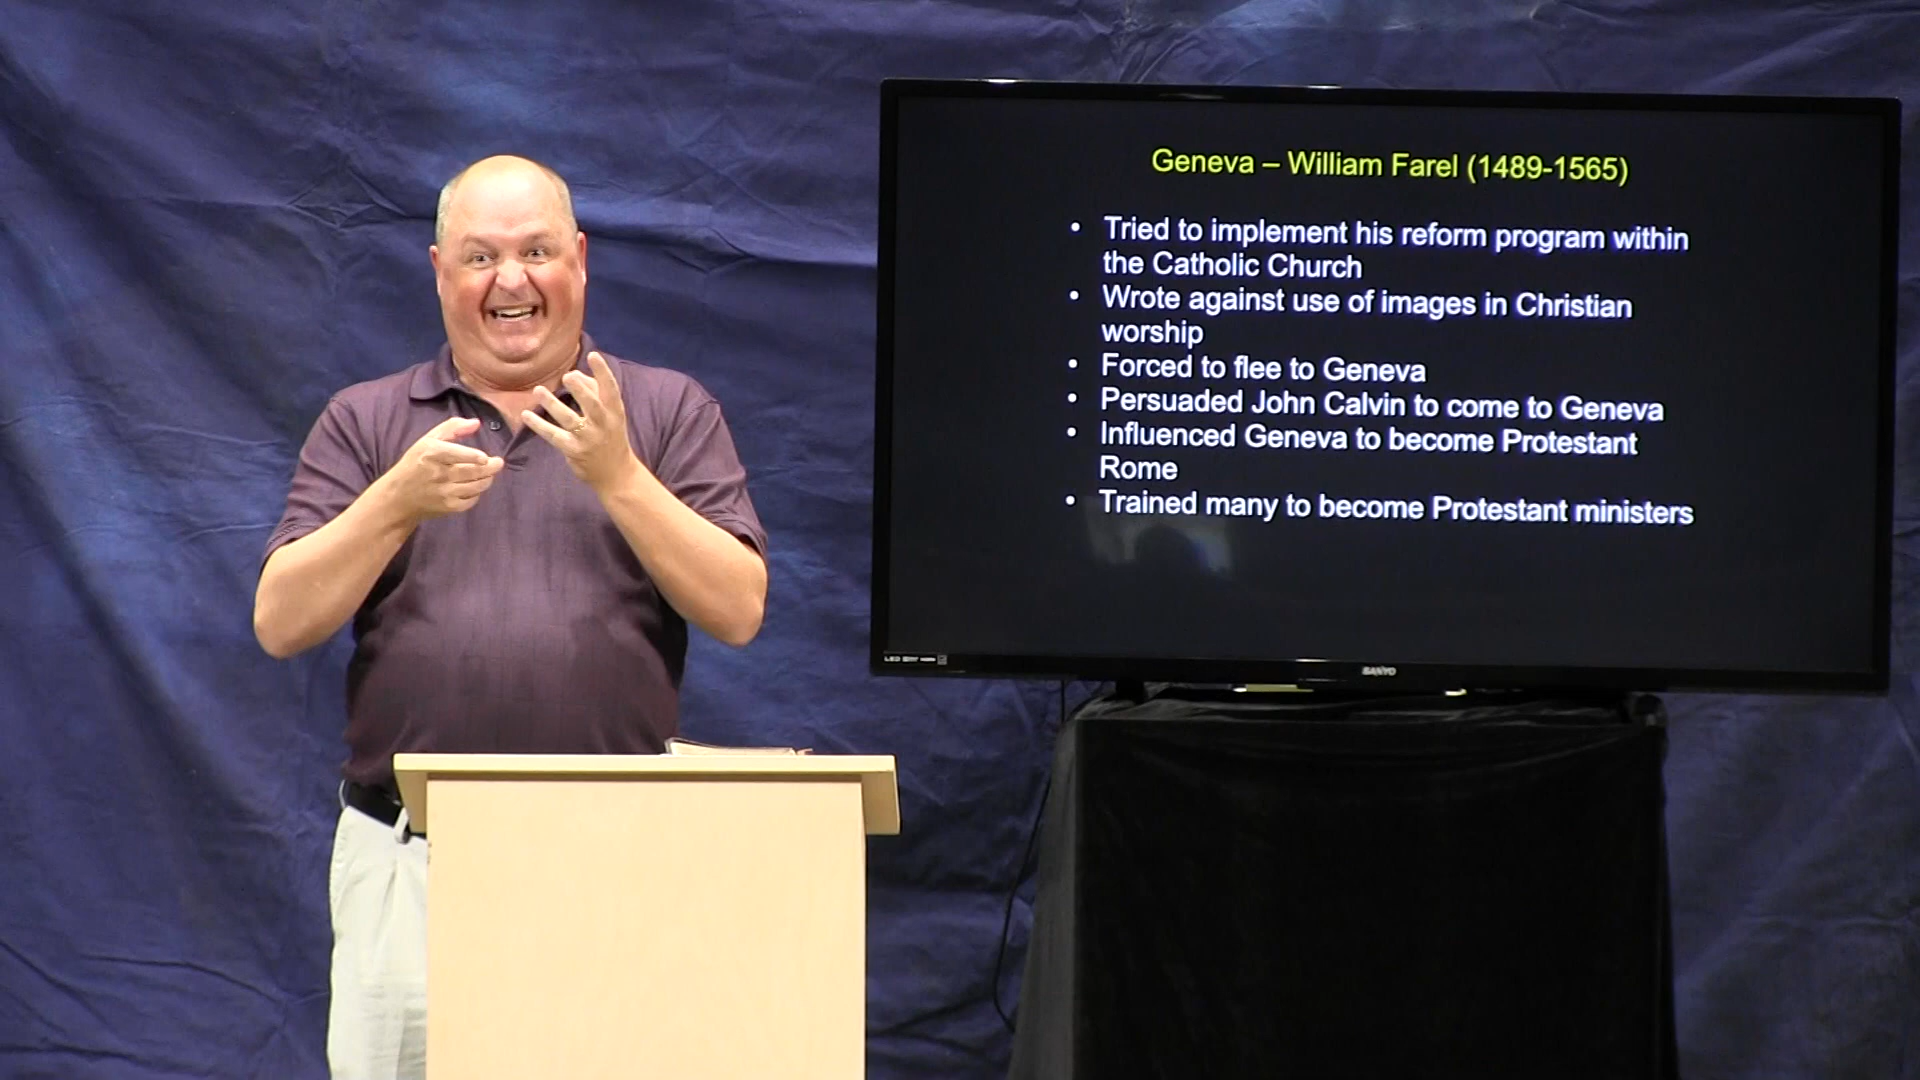 Geneva – William Farel (1489-1565)
• Tried to implement his reform program within
the Catholic Church
• Wrote against use of images in Christian
worship
• Forced to flee to Geneva
• Persuaded John Calvin to come to Geneva
• Influenced Geneva to become Protestant
Rome
• Trained many to become Protestant ministers
SANYO